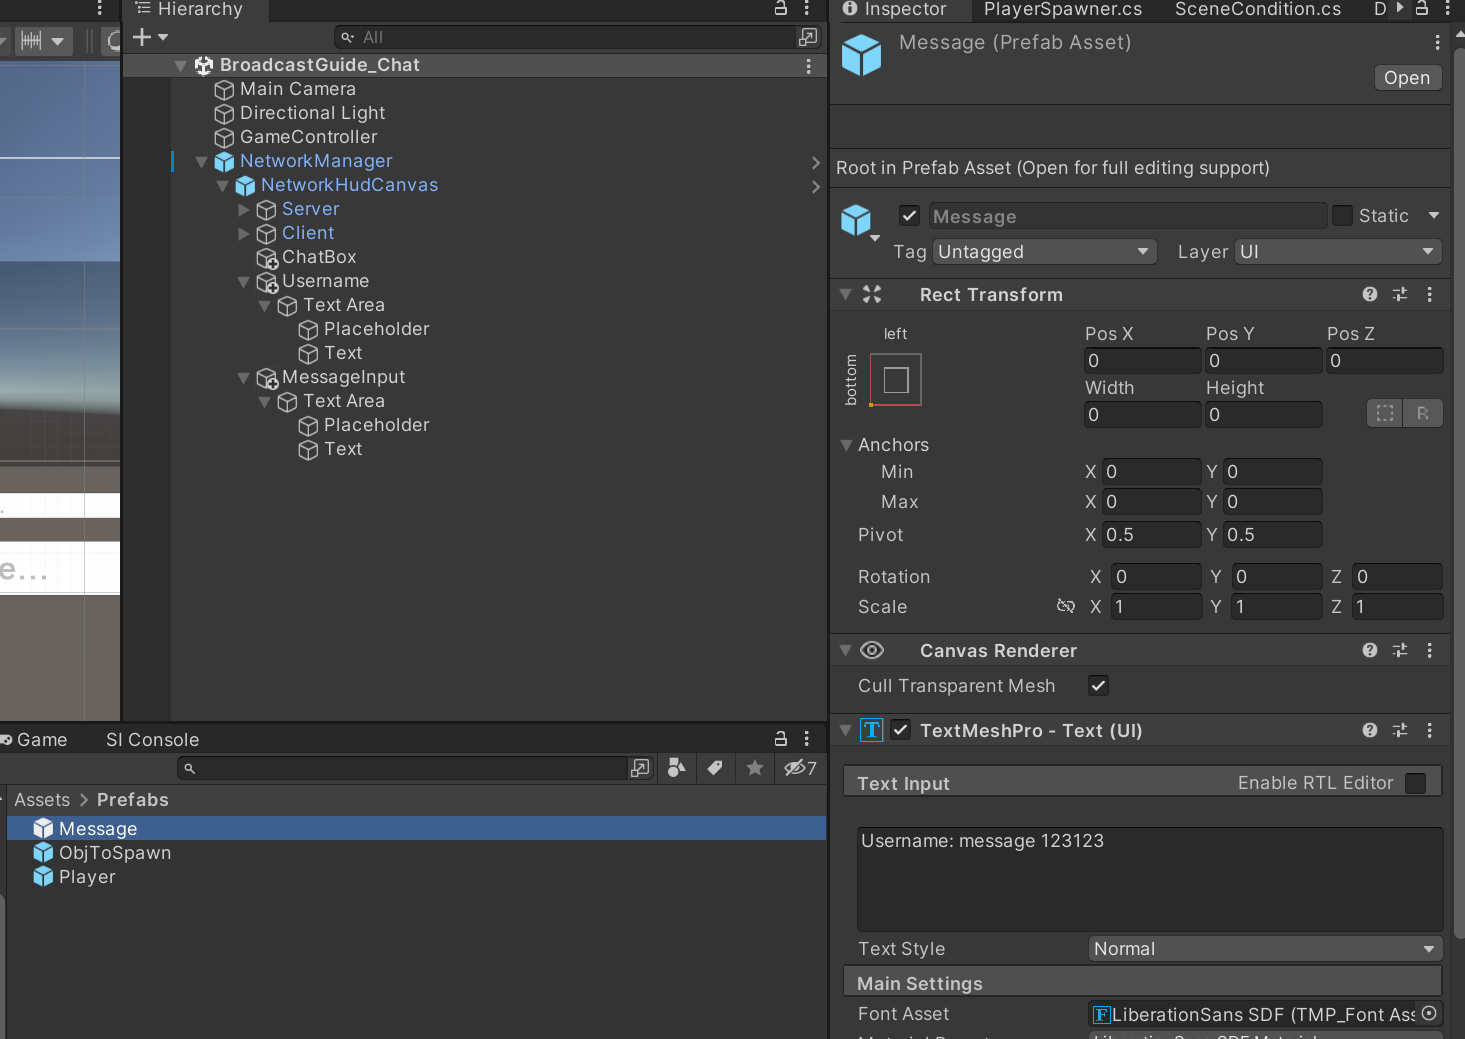 Hierarchy
All
BroadcastGuide_Chat
Main Camera
Directional Light
GameController
NetworkManager
NetworkHudCanvas
Server
Client
ChatBox
Username
Text Area
Placeholder
Text
MessageInput
Text Area
Placeholder
Text
e...
Game
SI Console
7
Assets > Prefabs
Message
ObjToSpawn
Player
Inspector
PlayerSpawner.cs
SceneCondition.cs
D
Message (Prefab Asset)
Open
Root in Prefab Asset (Open for full editing support)
Message
Static
Tag Untagged
Layer UI
Rect Transform
left
bottom
Pos X Pos Y Pos Z
0 0 0
Width Height
0 0
R
Anchors
Min X 0 Y 0
Max X 0 Y 0
Pivot X 0.5 Y 0.5
Rotation X 0 Y 0 Z 0
Scale X 1 Y 1 Z 1
Canvas Renderer
Cull Transparent Mesh
TextMeshPro - Text (UI)
Text Input
Enable RTL Editor
Username: message 123123
Text Style Normal
Main Settings
Font Asset LiberationSans SDF (TMP_Font Ass